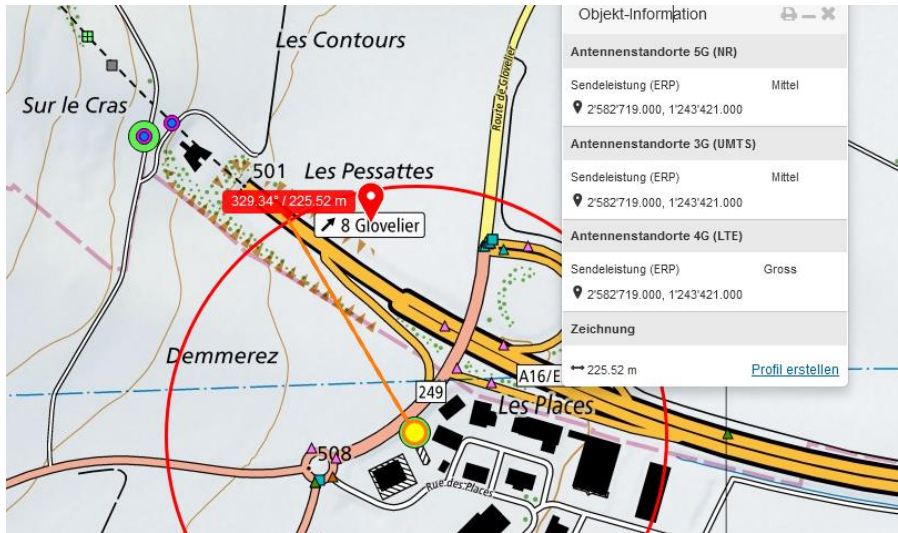 Objekt-Information
Antennenstandorte 5G (NR)
Sendeleistung (ERP) Mittel
2'582'719.000, 1'243'421.000
Antennenstandorte 3G (UMTS)
Sendeleistung (ERP) Mittel
2'582'719.000, 1'243'421.000
Antennenstandorte 4G (LTE)
Sendeleistung (ERP) Gross
2'582'719.000, 1'243'421.000
Zeichnung
225.52 m Profil erstellen
Les Contours
Sur le Cras
Route de Glovelier
501
Les Pessattes
329.34° / 225.52 m
8 Glovelier
Demmerez
249
A16/E
Les Places
508
Rue des Places